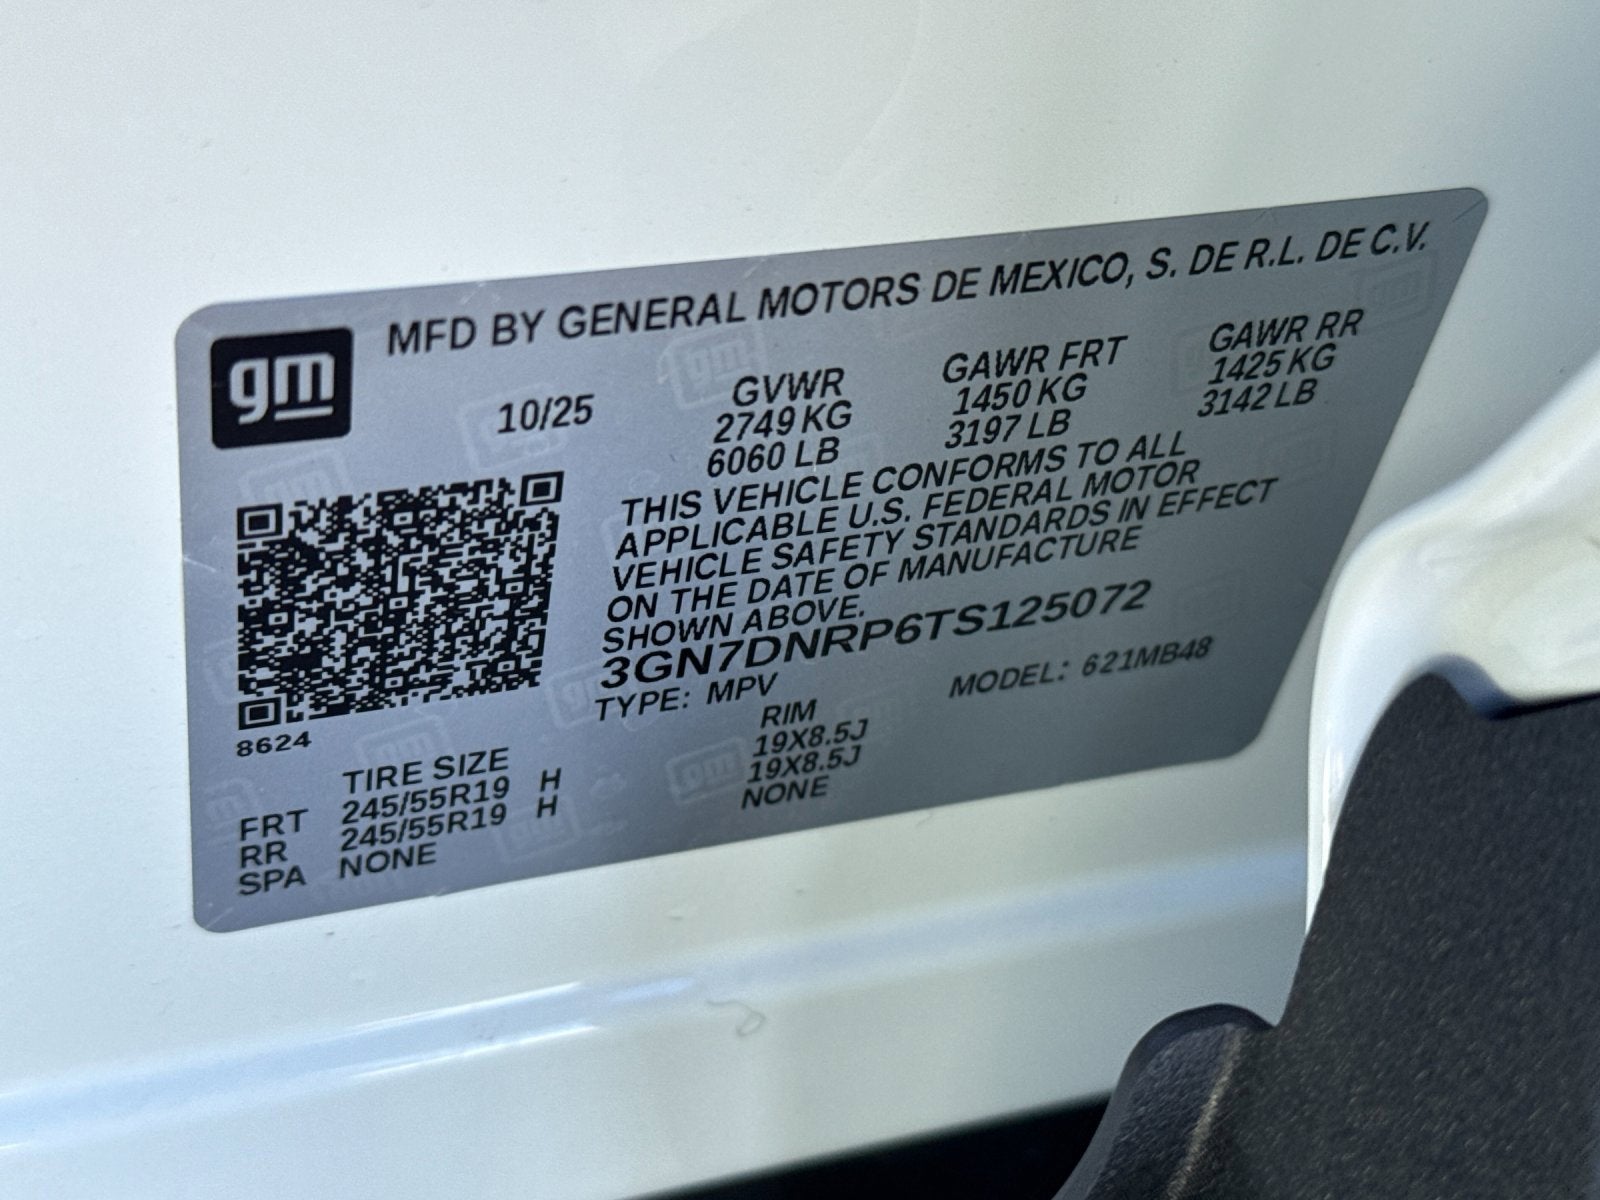 gm
MFD BY GENERAL MOTORS DE MEXICO, S. DE R.L. DE C.V.
10/25
GVWR
2749 KG
6060 LB
GAWR FRT
1450 KG
3197 LB
GAWR RR
1425 KG
3142 LB
THIS VEHICLE CONFORMS TO ALL
APPLICABLE U.S. FEDERAL MOTOR
VEHICLE SAFETY STANDARDS IN EFFECT
ON THE DATE OF MANUFACTURE
SHOWN ABOVE.
3GN7DNRP6TS125072
TYPE: MPV MODEL: 621MB48
8624
TIRE SIZE RIM
FRT 245/55R19 H 19X8.5J
RR 245/55R19 H 19X8.5J
SPA NONE NONE